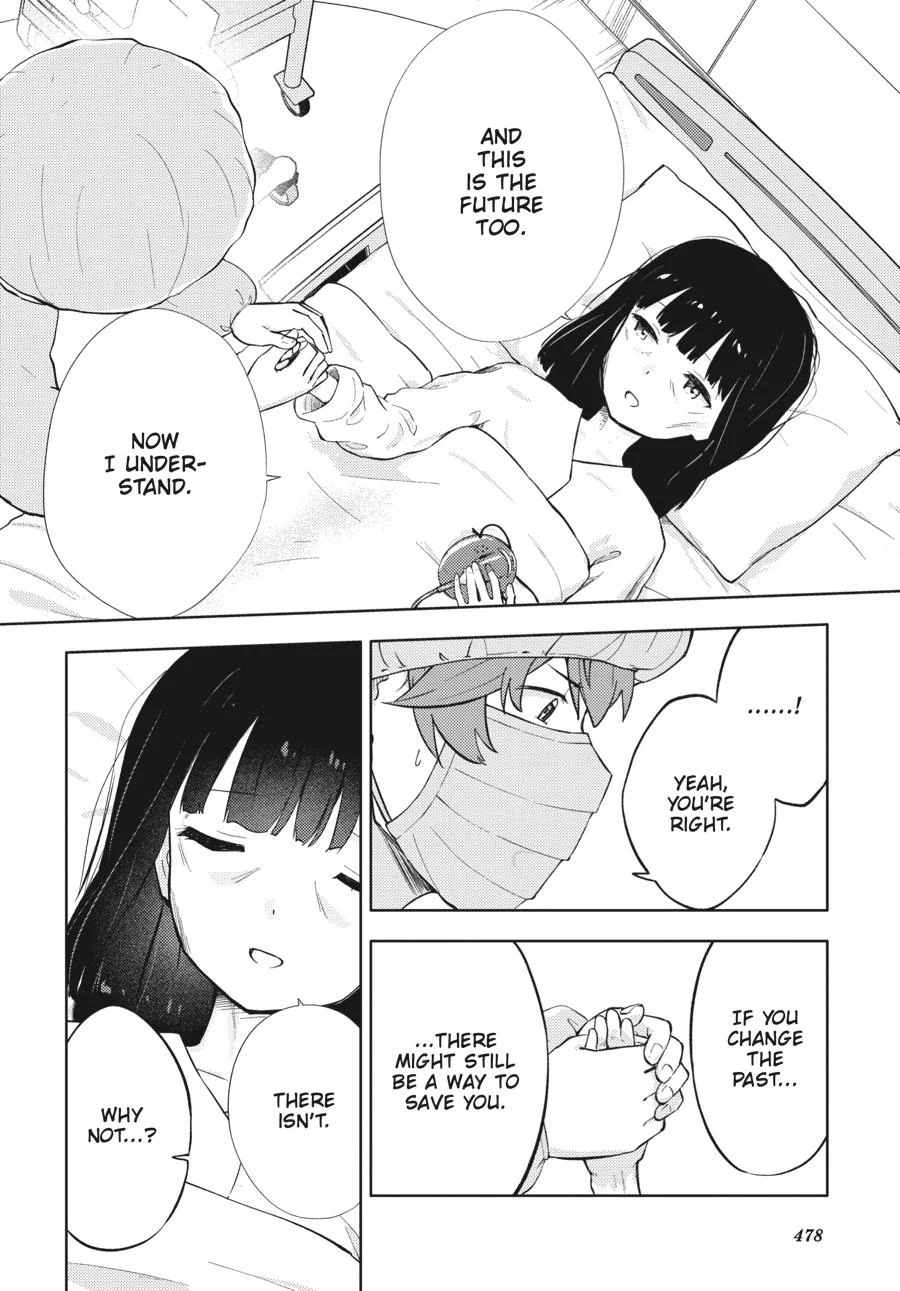 AND
THIS
IS THE
FUTURE
TOO.
NOW
I UNDER-
STAND.
......!
YEAH,
YOU'RE
RIGHT.
IF YOU
CHANGE
THE
PAST...
...THERE
MIGHT STILL
BE A WAY TO
SAVE YOU.
THERE
ISN'T.
WHY
NOT...?
478